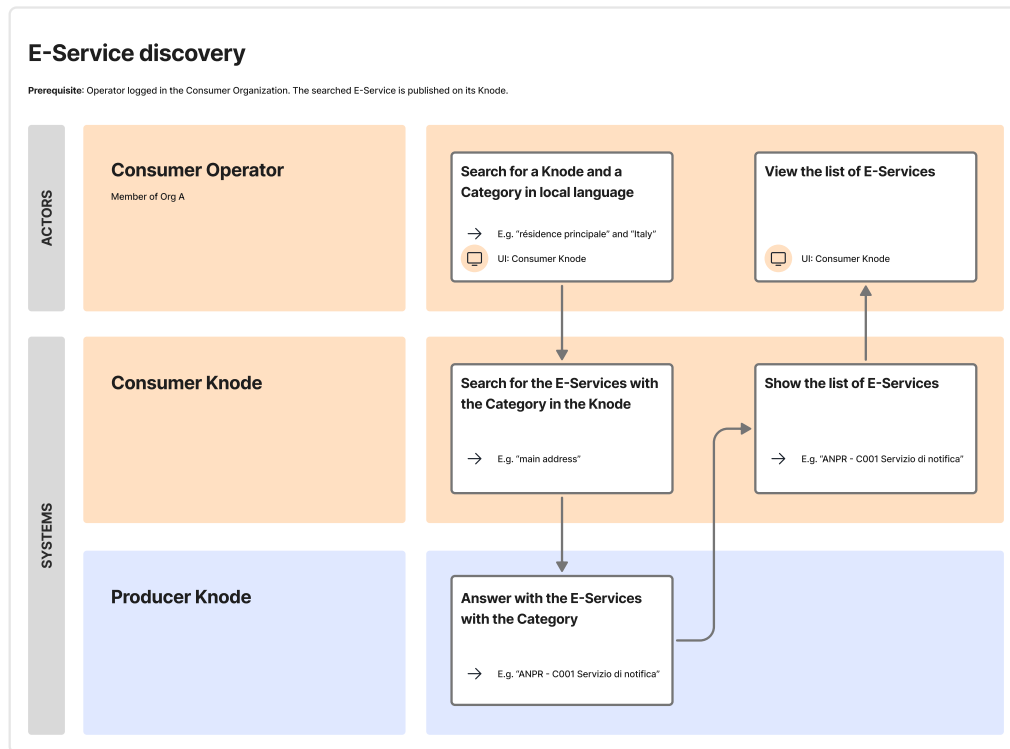 E-Service discovery
Prerequisite: Operator logged in the Consumer Organization. The searched E-Service is published on its Knode.
ACTORS
Consumer Operator
Member of Org A
Search for a Knode and a
Category in local language
E.g. “résidence principale” and “Italy”
UI: Consumer Knode
View the list of E-Services
UI: Consumer Knode
SYSTEMS
Consumer Knode
Search for the E-Services with
the Category in the Knode
E.g. “main address”
Show the list of E-Services
E.g. “ANPR - C001 Servizio di notifica”
Producer Knode
Answer with the E-Services
with the Category
E.g. “ANPR - C001 Servizio di notifica”